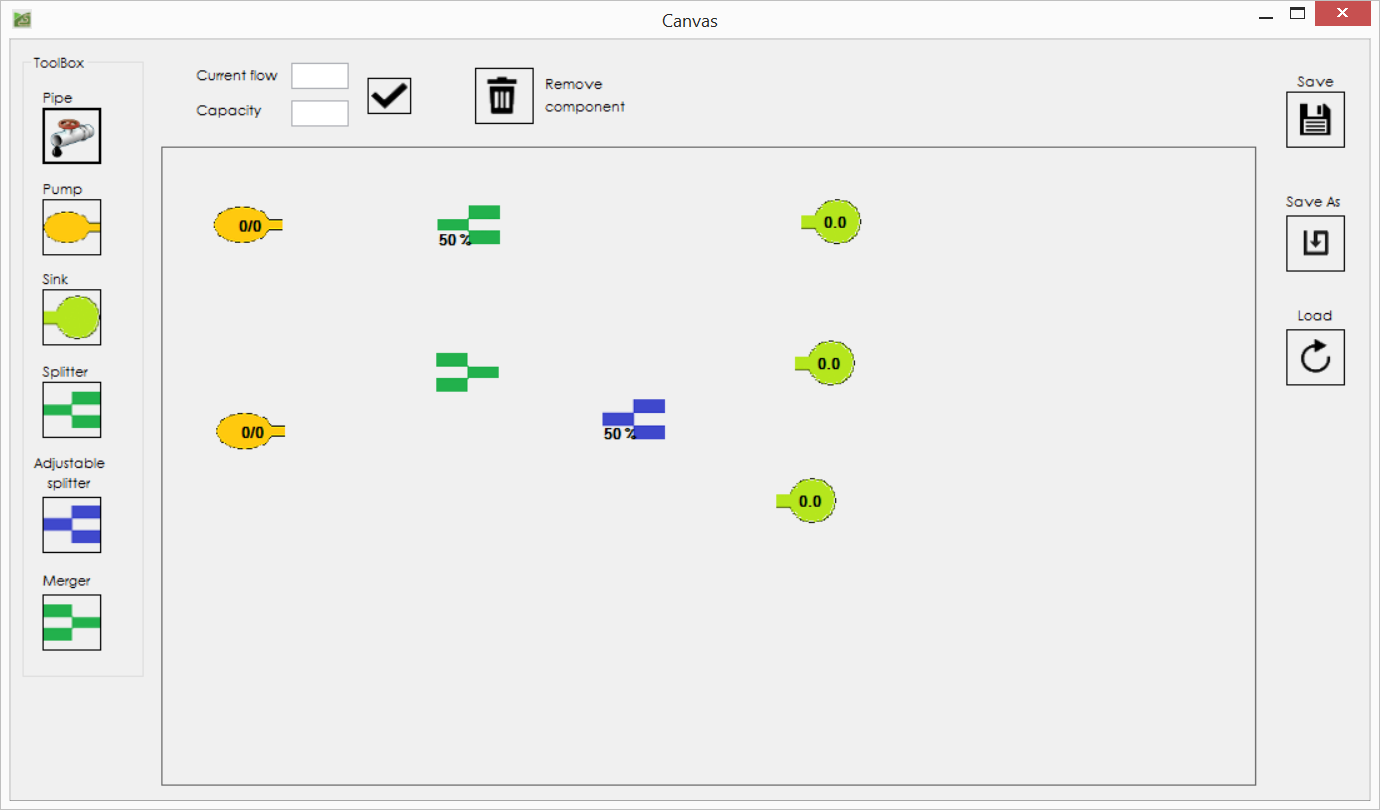 Canvas
ToolBox
Pipe
Pump
Sink
Splitter
Adjustable
splitter
Merger
Current flow
Capacity
Remove
component
Save
Save As
Load
0/0
50 %
0.0
0.0
0/0
50 %
0.0